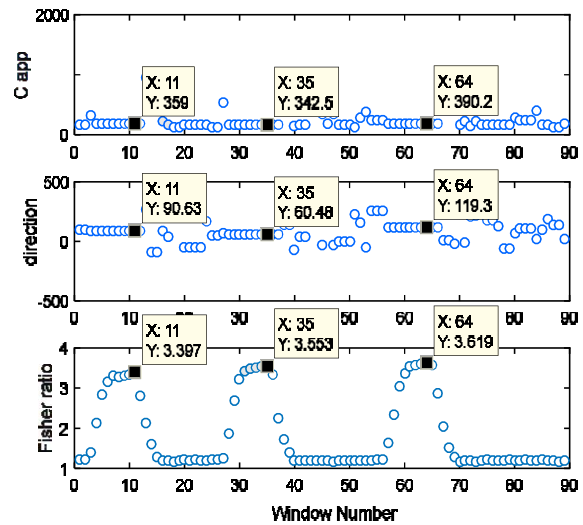 2000
C app
0
X: 11
Y: 359
X: 35
Y: 342.5
X: 64
Y: 390.2
0 10 20 30 40 50 60 70 80 90
500
direction
0
-500
X: 11
Y: 90.63
X: 35
Y: 60.48
X: 64
Y: 119.3
0 10 20 30 40 50 60 70 80 90
4
3
2
1
Fisher ratio
X: 11
Y: 3.397
X: 35
Y: 3.553
X: 64
Y: 3.619
0 10 20 30 40 50 60 70 80 90
Window Number